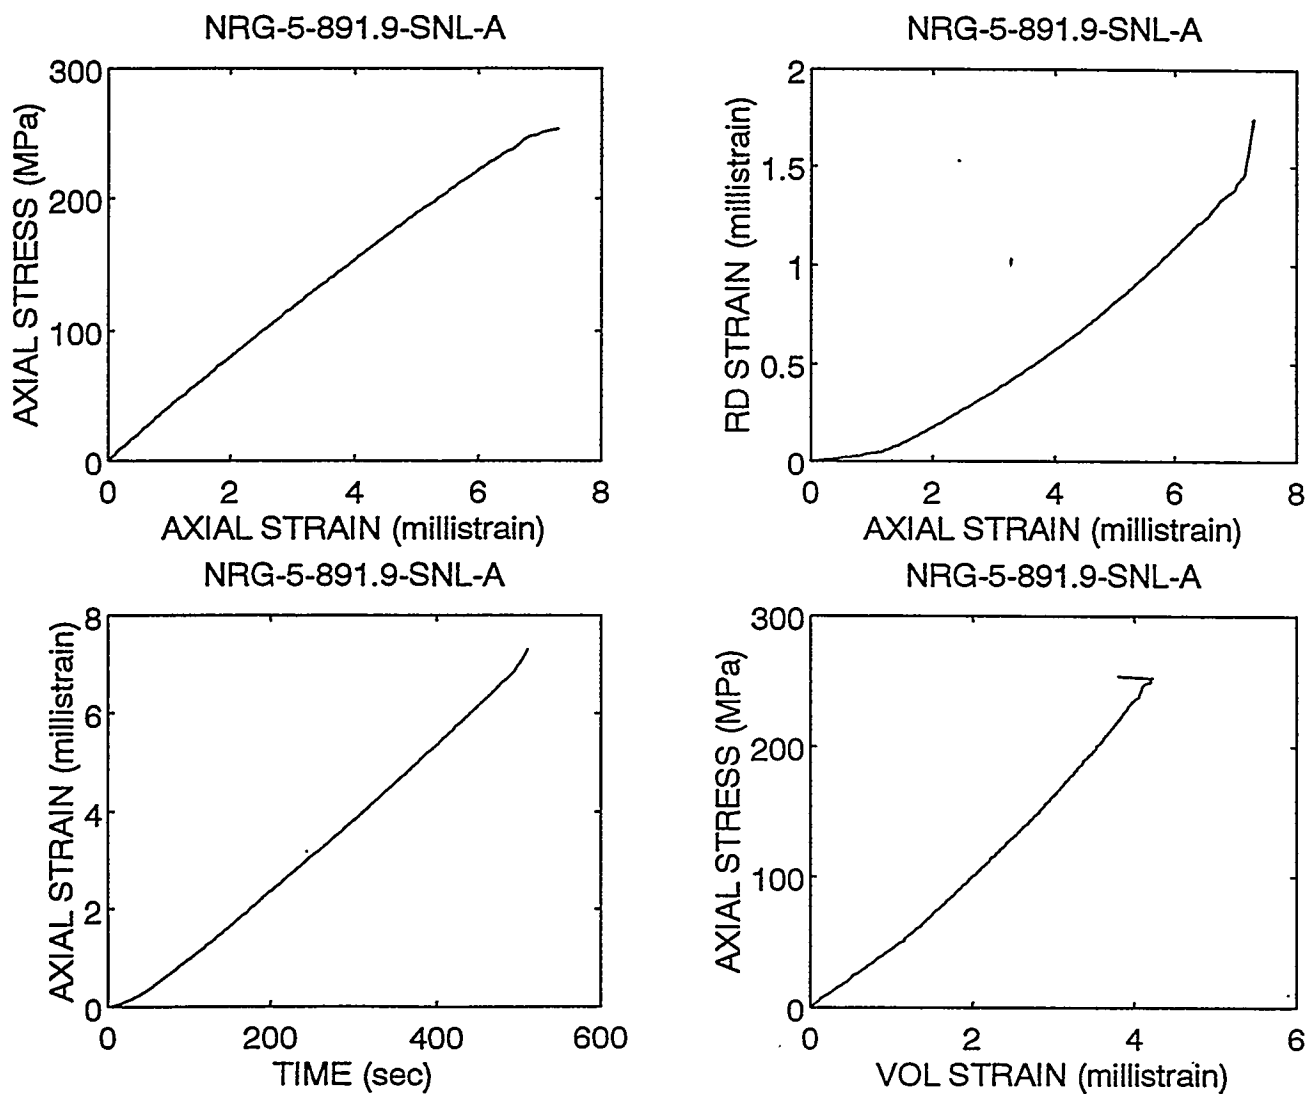 NRG-5-891.9-SNL-A
300
200
100
0
AXIAL STRESS (MPa)
0 2 4 6 8
AXIAL STRAIN (millistrain)
NRG-5-891.9-SNL-A
2
1.5
1
0.5
0
RD STRAIN (millistrain)
0 2 4 6 8
AXIAL STRAIN (millistrain)
NRG-5-891.9-SNL-A
8
6
4
2
0
AXIAL STRAIN (millistrain)
0 200 400 600
TIME (sec)
NRG-5-891.9-SNL-A
300
200
100
0
AXIAL STRESS (MPa)
0 2 4 6
VOL STRAIN (millistrain)